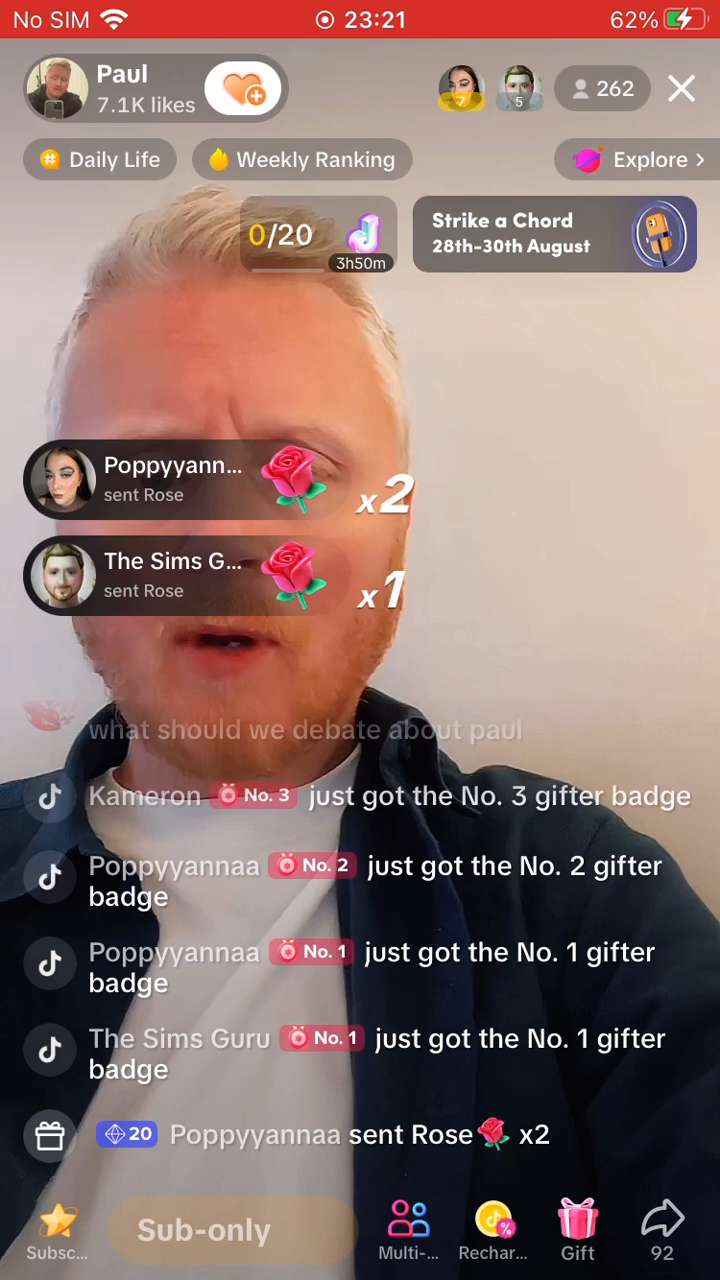 No SIM 23:21 62%
Paul
7.1K likes
7
5
262
Daily Life
Weekly Ranking
Explore >
0/20
3h50m
Strike a Chord
28th-30th August
Poppyyann...
sent Rose
x2
The Sims G...
sent Rose
x1
what should we debate about paul
Kameron No. 3 just got the No. 3 gifter badge
Poppyyannaa No. 2 just got the No. 2 gifter
badge
Poppyyannaa No. 1 just got the No. 1 gifter
badge
The Sims Guru No. 1 just got the No. 1 gifter
badge
20 Poppyyannaa sent Rose x2
Sub-only
Subsc... Multi-... Rechar... Gift 92